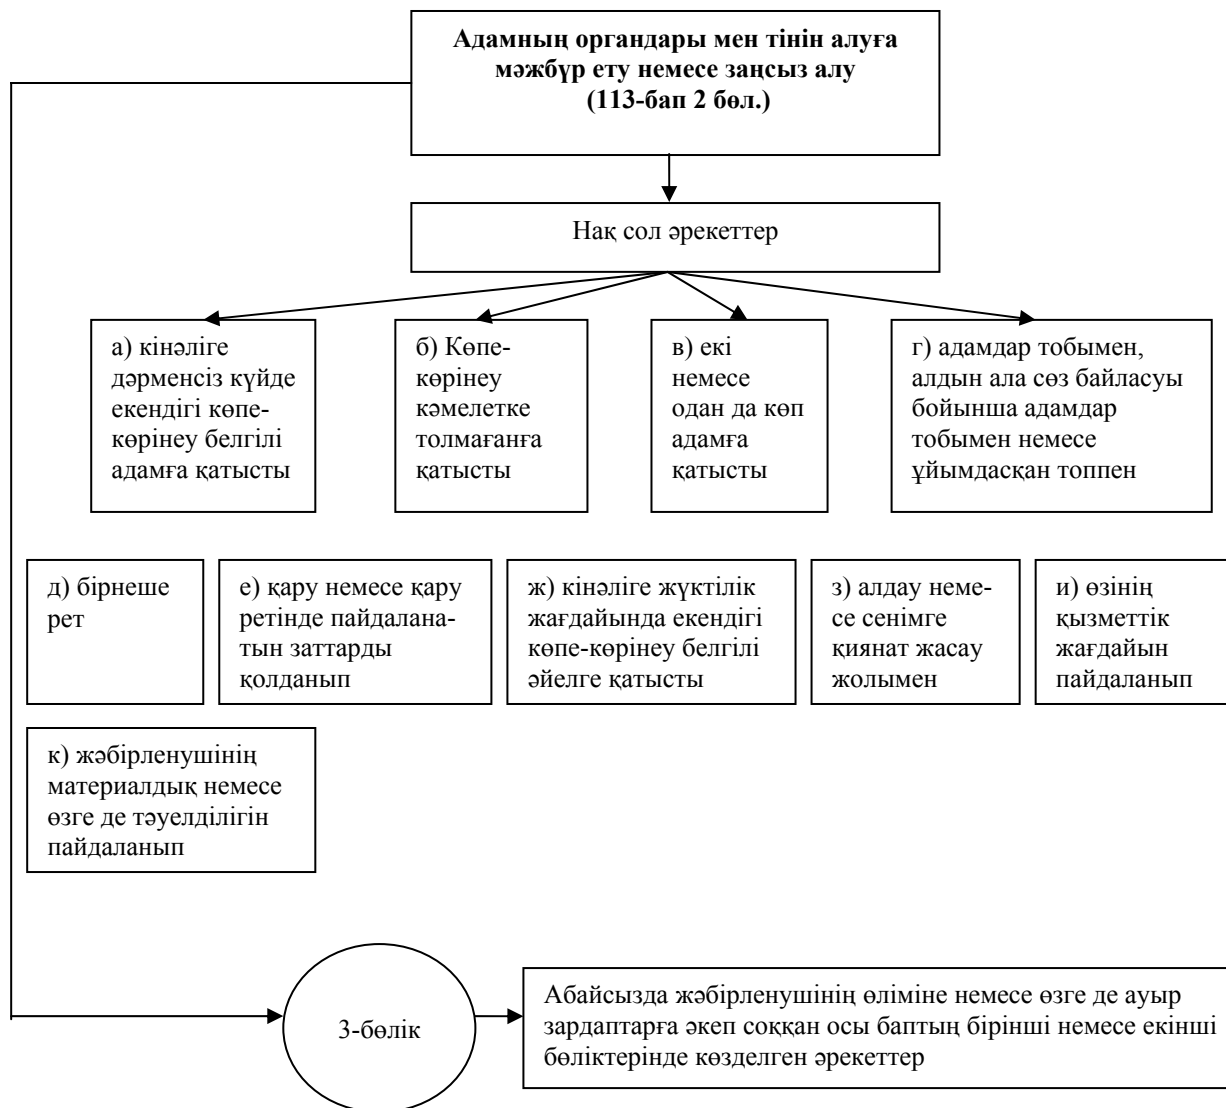 Адамның органдары мен тінін алуға
мәжбүр ету немесе заңсыз алу
(113-бап 2 бөл.)
Нақ сол әрекеттер
а) кінәліге
дәрменсіз күйде
екендігі көпе-
көрінеу белгілі
адамға қатысты
б) Көпе-
көрінеу
кәмелетке
толмағанға
қатысты
в) екі
немесе
одан да көп
адамға
қатысты
г) адамдар тобымен,
алдын ала сөз байласуы
бойынша адамдар
тобымен немесе
ұйымдасқан топпен
д) бірнеше
рет
е) қару немесе қару
ретінде пайдалана-
тын заттарды
қолданып
ж) кінәліге жүктілік
жағдайында екендігі
көпе-көрінеу белгілі
әйелге қатысты
з) алдау неме-
се сенімге
қиянат жасау
жолымен
и) өзінің
қызметтік
жағдайын
пайдаланып
к) жәбірленушінің
материалдық немесе
өзге де тәуелділігін
пайдаланып
3-бөлік
Абайсызда жәбірленушінің өліміне немесе өзге де ауыр
зардаптарға әкеп соққан осы баптың бірінші немесе екінші
бөліктерінде көзделген әрекеттер